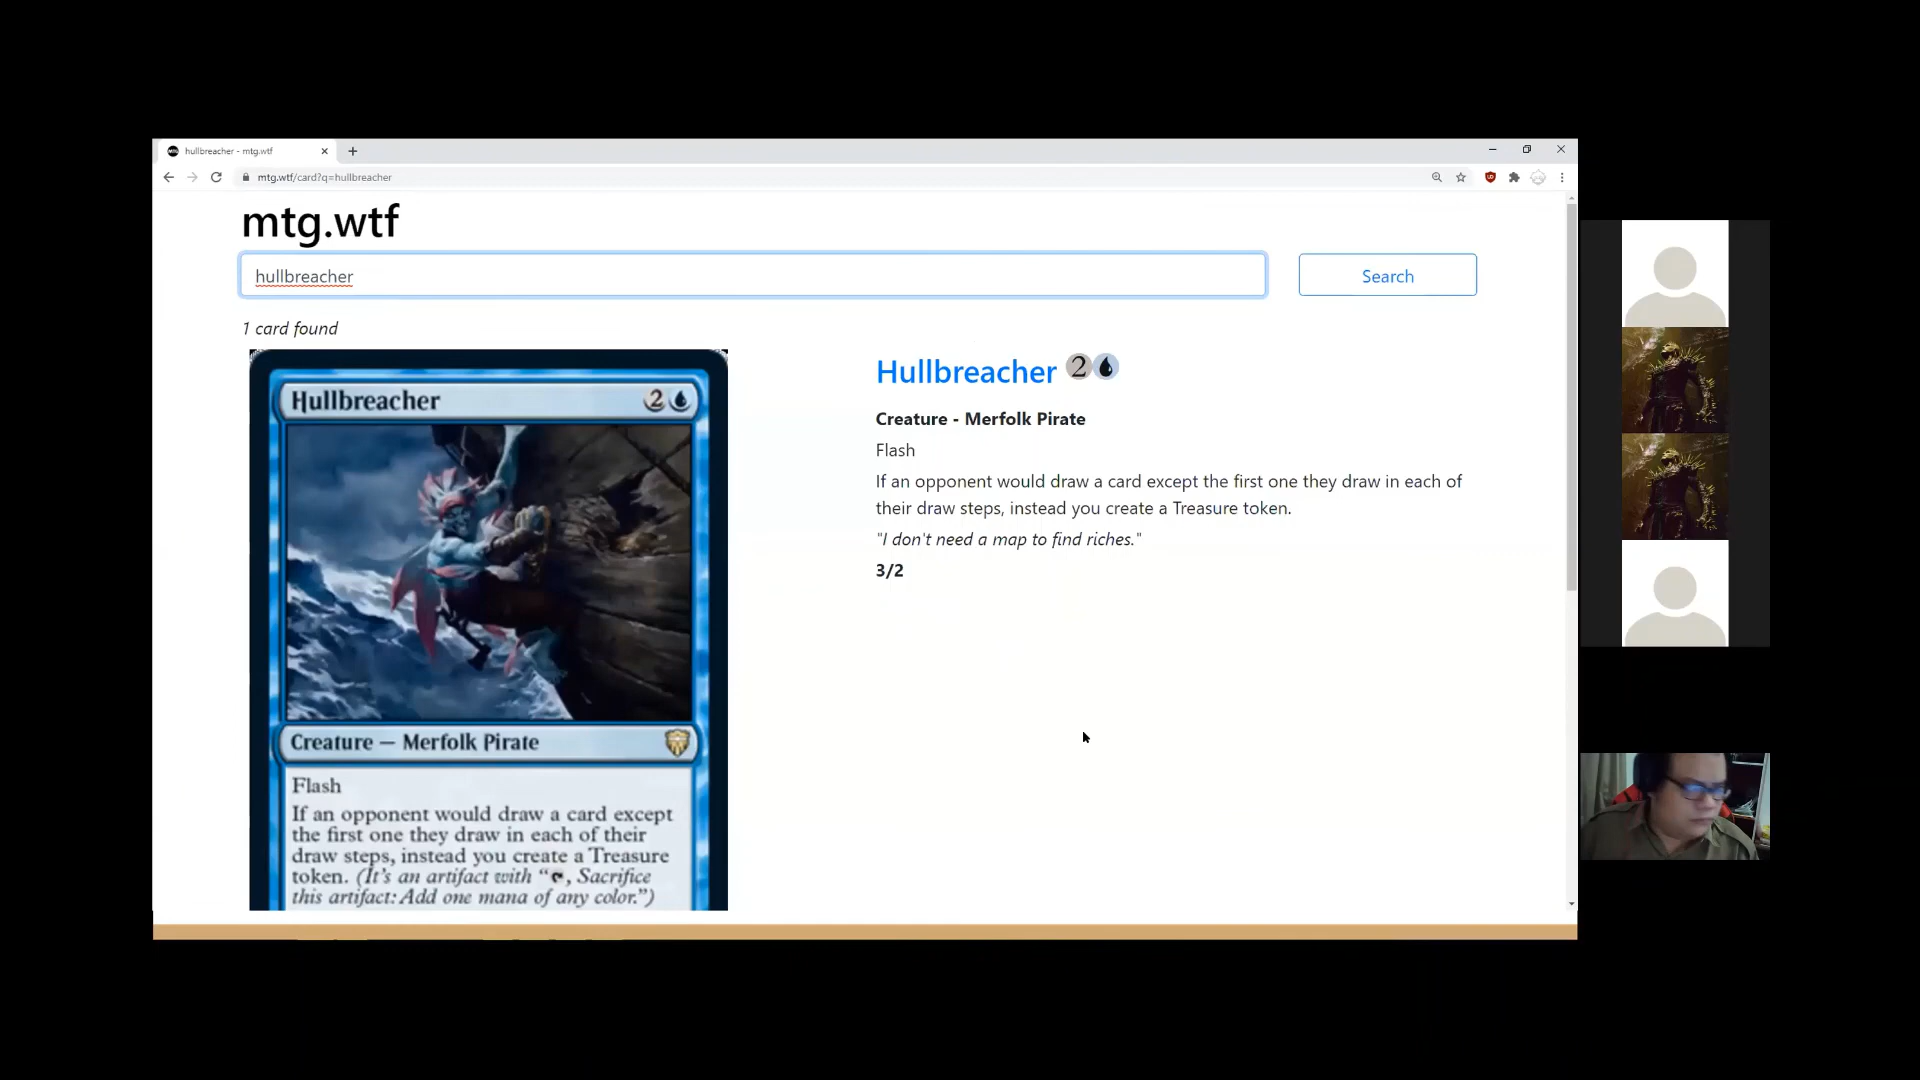 hullbreacher - mtg.wtf
mtg.wtf/card?q=hullbreacher
mtg.wtf
hullbreacher
Search
1 card found
Hullbreacher 2
Creature — Merfolk Pirate
Flash
If an opponent would draw a card except
the first one they draw in each of their
draw steps, instead you create a Treasure
token. (It's an artifact with “, Sacrifice
this artifact: Add one mana of any color.”)
Hullbreacher 2
Creature - Merfolk Pirate
Flash
If an opponent would draw a card except the first one they draw in each of
their draw steps, instead you create a Treasure token.
"I don't need a map to find riches."
3/2